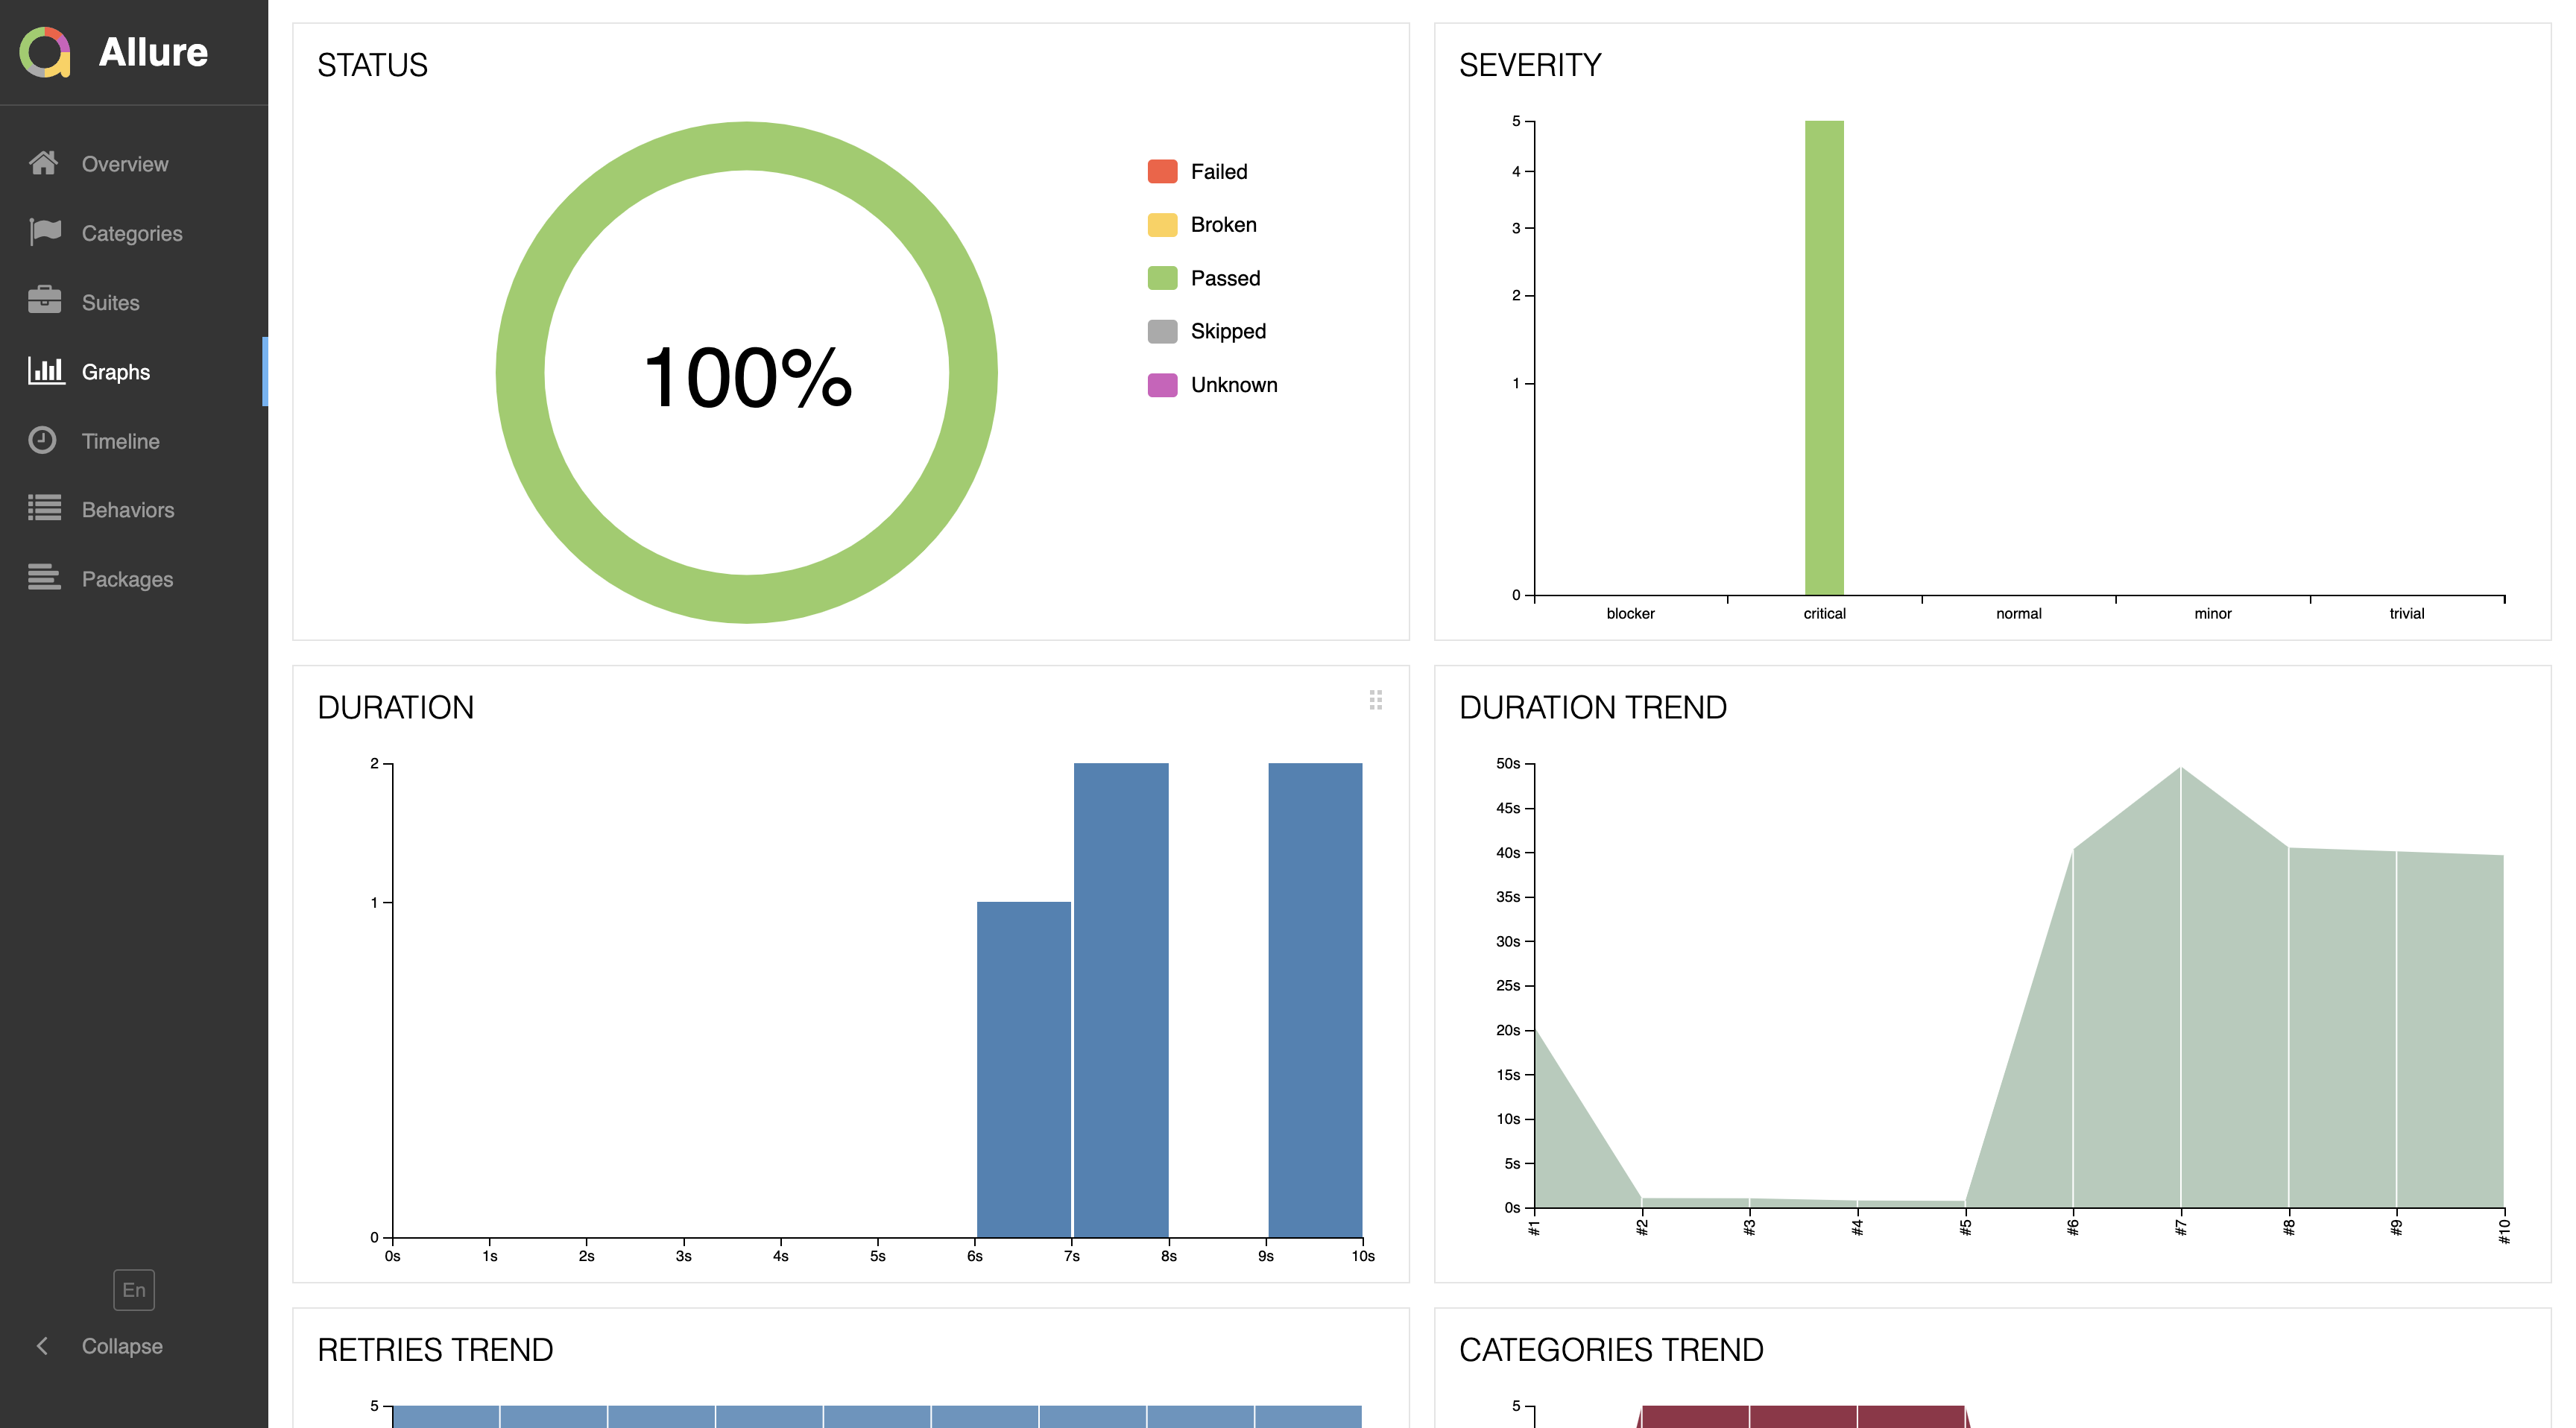 Allure
Overview
Categories
Suites
Graphs
Timeline
Behaviors
Packages
En
Collapse
STATUS
100%
Failed
Broken
Passed
Skipped
Unknown
SEVERITY
5
4
3
2
1
0
blocker critical normal minor trivial
DURATION
2
1
0
0s 1s 2s 3s 4s 5s 6s 7s 8s 9s 10s
DURATION TREND
50s
45s
40s
35s
30s
25s
20s
15s
10s
5s
0s
#1 #2 #3 #4 #5 #6 #7 #8 #9 #10
RETRIES TREND
5
CATEGORIES TREND
5